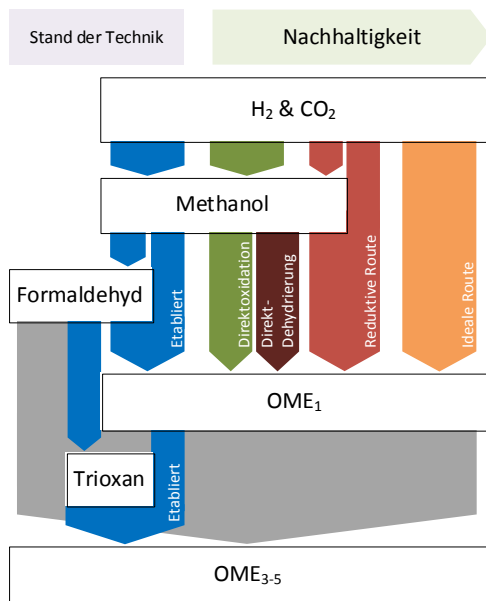 Stand der Technik
Nachhaltigkeit
H₂ & CO₂
Methanol
Formaldehyd
Etabliert
Direktoxidation
Direkt-
Dehydrierung
Reduktive Route
Ideale Route
OME₁
Trioxan
Etabliert
OME₃₋₅